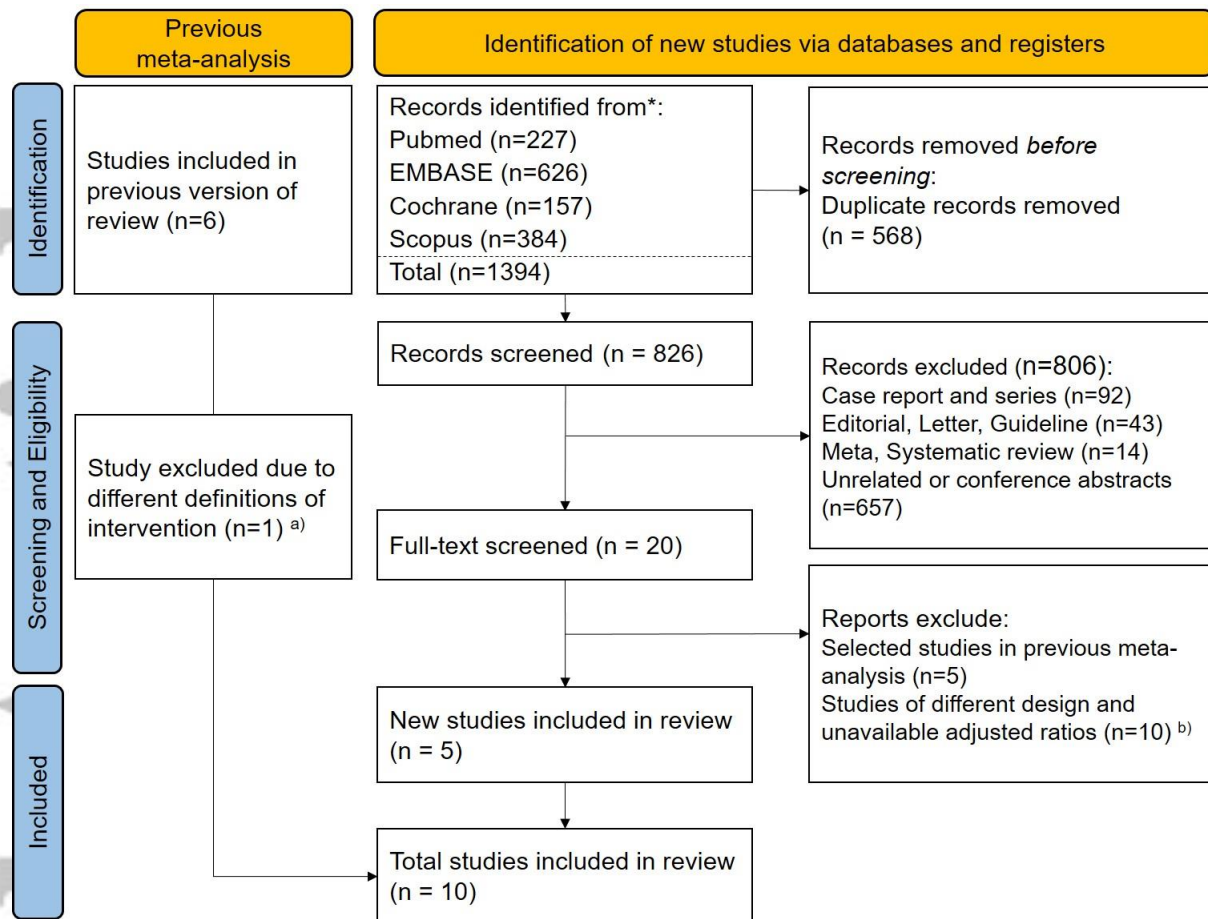 Previous
meta-analysis
Identification of new studies via databases and registers
Identification
Studies included in
previous version of
review (n=6)
Records identified from*:
Pubmed (n=227)
EMBASE (n=626)
Cochrane (n=157)
Scopus (n=384)
Total (n=1394)
Records removed before
screening:
Duplicate records removed
(n = 568)
Screening and Eligibility
Records screened (n = 826)
Records excluded (n=806):
Case report and series (n=92)
Editorial, Letter, Guideline (n=43)
Meta, Systematic review (n=14)
Unrelated or conference abstracts
(n=657)
Study excluded due to
different definitions of
intervention (n=1) a)
Full-text screened (n = 20)
Reports exclude:
Selected studies in previous meta-
analysis (n=5)
Studies of different design and
unavailable adjusted ratios (n=10) b)
Included
New studies included in review
(n = 5)
Total studies included in review
(n = 10)